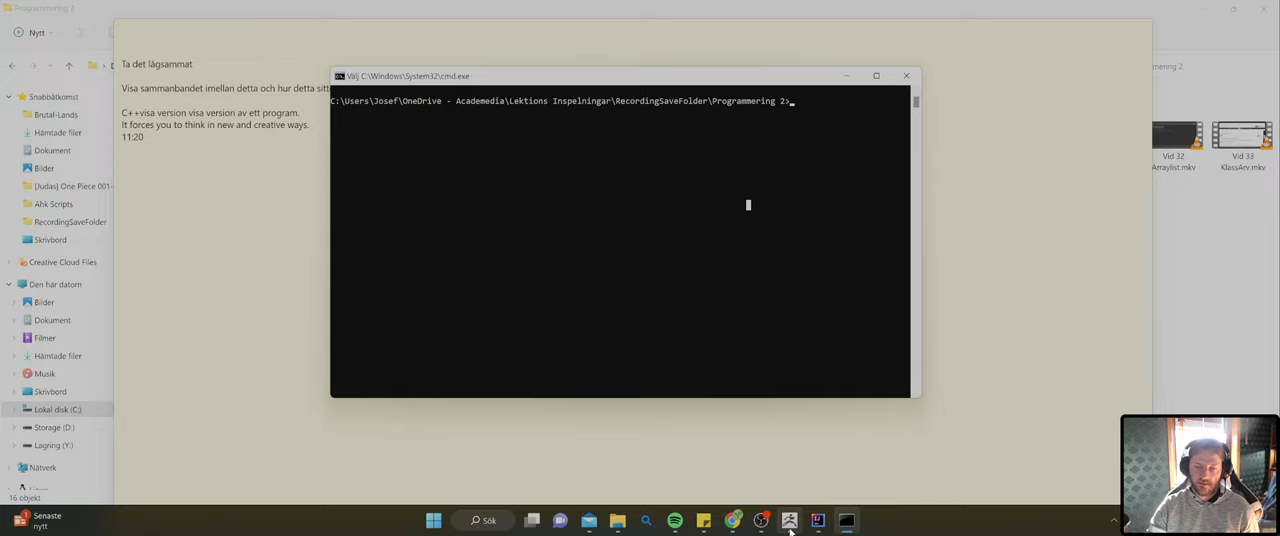 Programmering 2
Nytt
mering 2
Snabbåtkomst
Brutal-Lands
Hämtade filer
Dokument
Bilder
[Judas] One Piece 001-
Ahk Scripts
RecordingSaveFolder
Skrivbord
Creative Cloud Files
Den här datorn
Bilder
Dokument
Filmer
Hämtade filer
Musik
Skrivbord
Lokal disk (C:)
Storage (D:)
Lagring (Y:)
Nätverk
Linux
16 objekt
Ta det lågsammat
Visa sammanbandet imellan detta och hur detta sitt
C++visa version visa version av ett program.
It forces you to think in new and creative ways.
11:20
Välj C:\Windows\System32\cmd.exe
C:\Users\Josef\OneDrive - Academedia\Lektions Inspelningar\RecordingSaveFolder\Programmering 2>_
Vid 32
Arraylist.mkv
Vid 33
KlassArv.mkv
Senaste
nytt
Sök